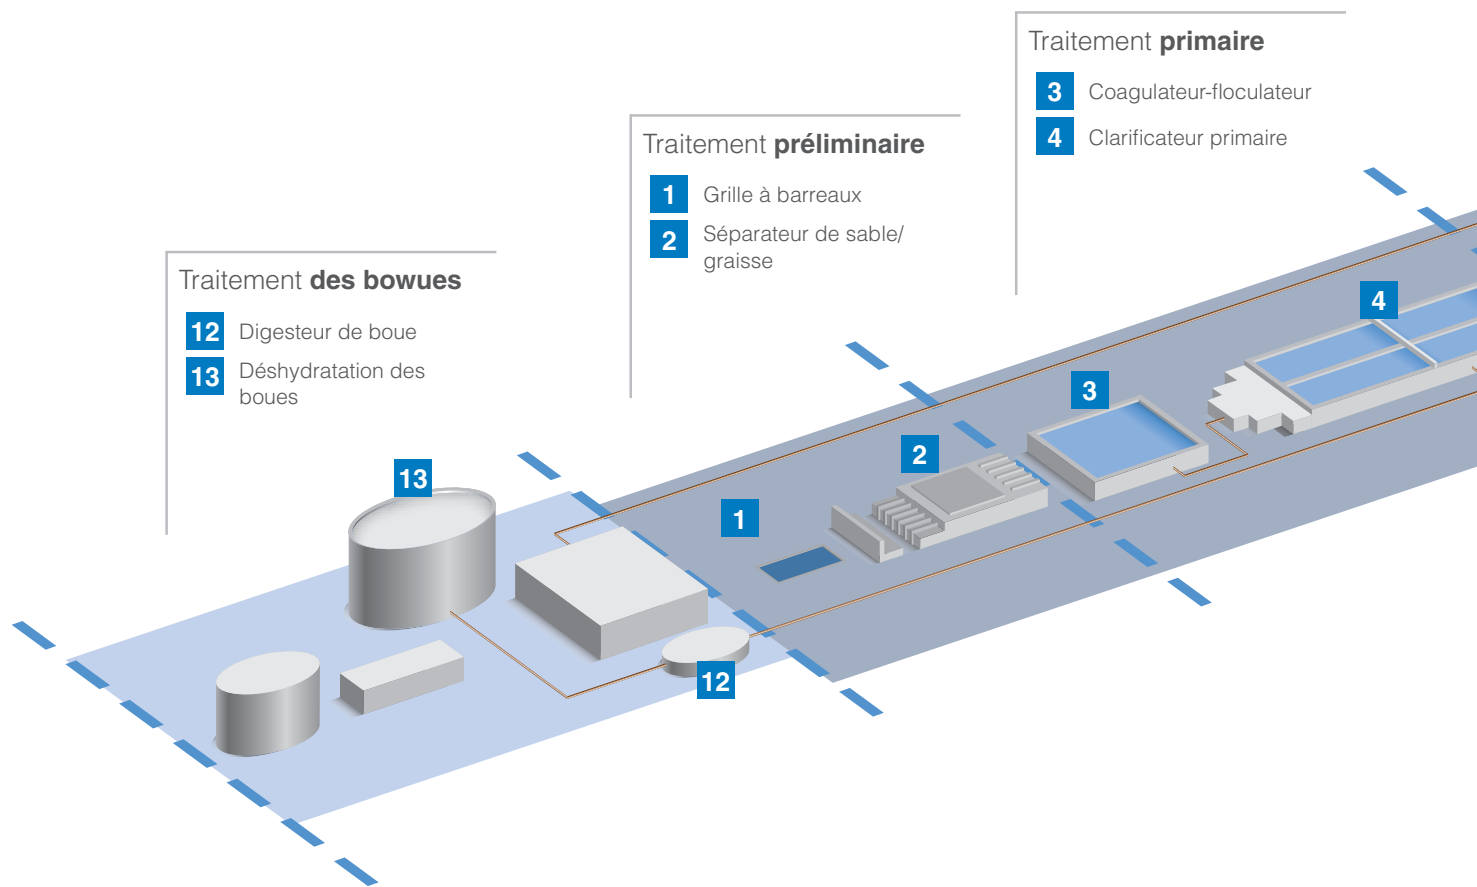 Traitement primaire
3 Coagulateur-floculateur
4 Clarificateur primaire
Traitement préliminaire
1 Grille à barreaux
2 Séparateur de sable/
graisse
Traitement des bowues
12 Digesteur de boue
13 Déshydratation des
boues
4
3
2
13
1
12